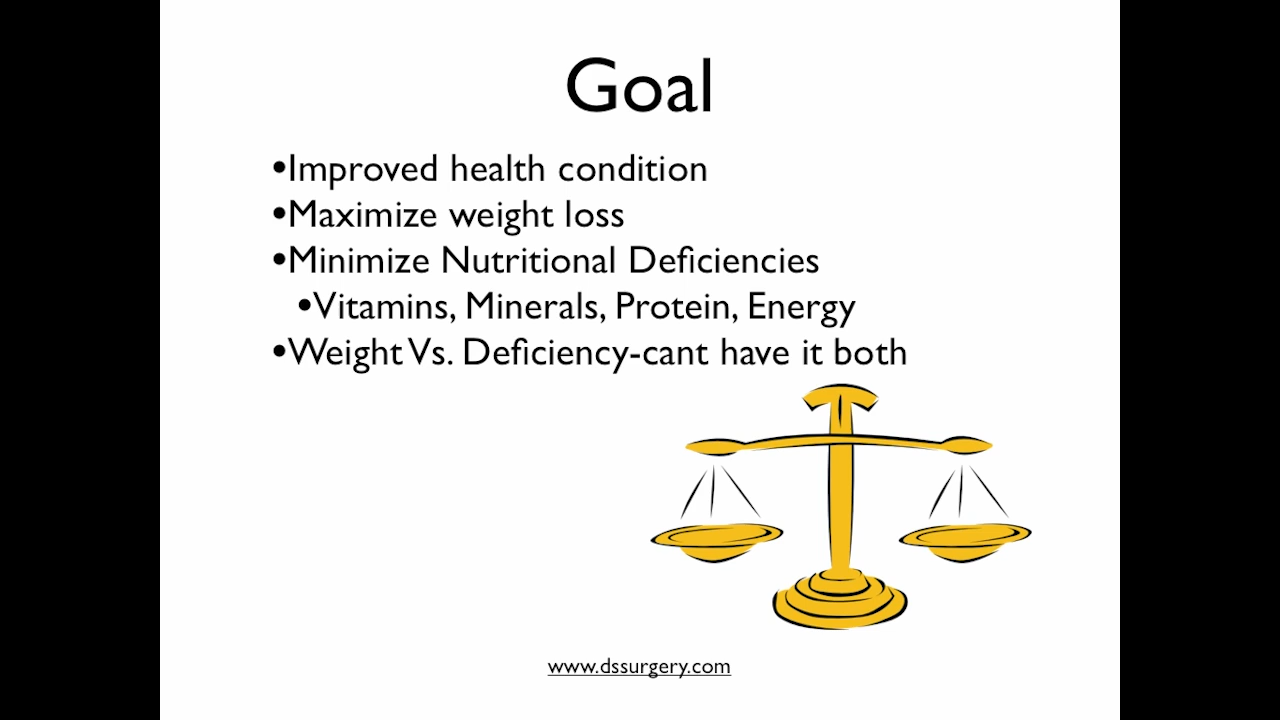 Goal
•Improved health condition
•Maximize weight loss
•Minimize Nutritional Deficiencies
•Vitamins, Minerals, Protein, Energy
•Weight Vs. Deficiency-cant have it both
www.dssurgery.com